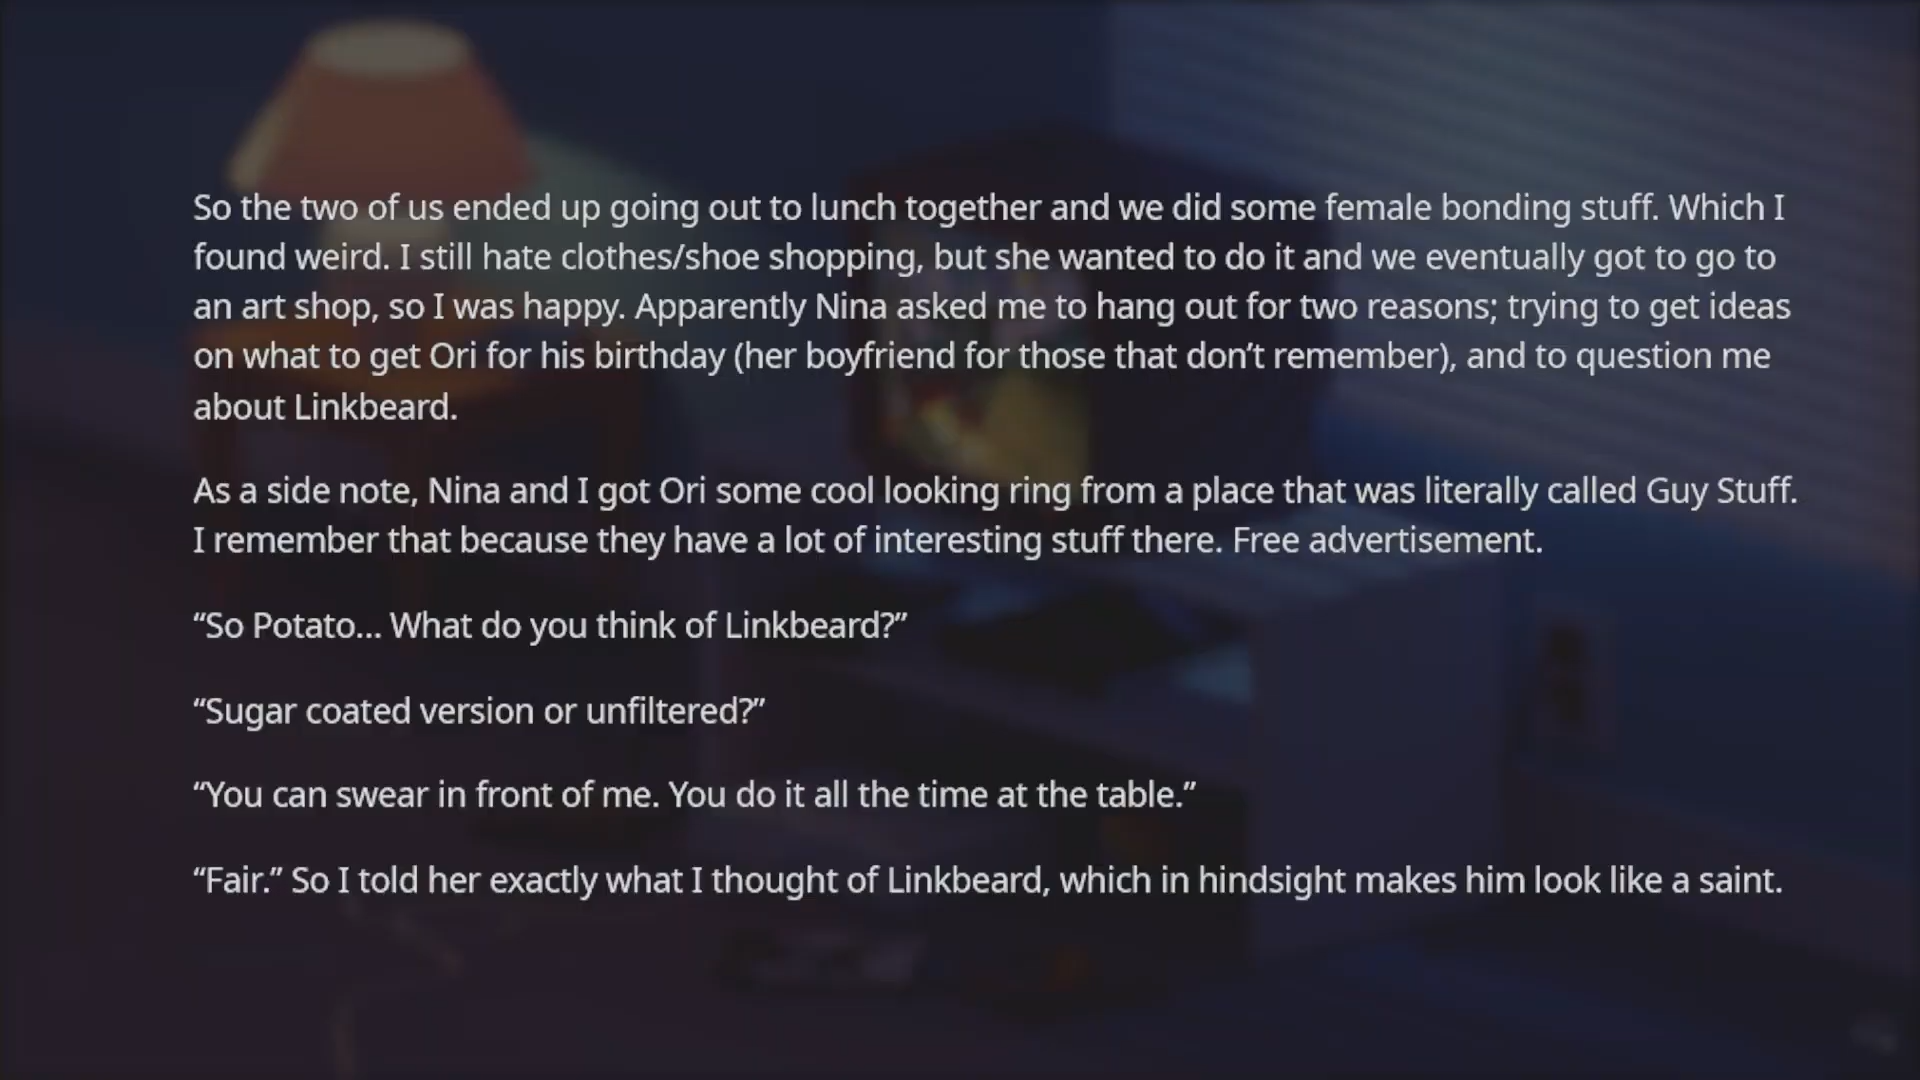 So the two of us ended up going out to lunch together and we did some female bonding stuff. Which I
found weird. I still hate clothes/shoe shopping, but she wanted to do it and we eventually got to go to
an art shop, so I was happy. Apparently Nina asked me to hang out for two reasons; trying to get ideas
on what to get Ori for his birthday (her boyfriend for those that don’t remember), and to question me
about Linkbeard.
As a side note, Nina and I got Ori some cool looking ring from a place that was literally called Guy Stuff.
I remember that because they have a lot of interesting stuff there. Free advertisement.
“So Potato... What do you think of Linkbeard?”
“Sugar coated version or unfiltered?”
“You can swear in front of me. You do it all the time at the table.”
“Fair.” So I told her exactly what I thought of Linkbeard, which in hindsight makes him look like a saint.